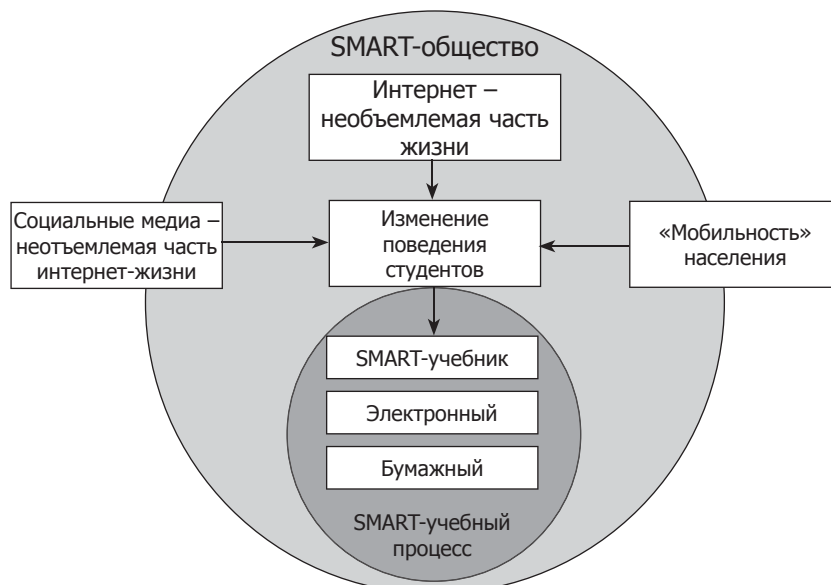 SMART-общество
Интернет –
необъемлемая часть
жизни
Социальные медиа –
неотъемлемая часть
интернет-жизни
Изменение
поведения
студентов
«Мобильность»
населения
SMART-учебник
Электронный
Бумажный
SMART-учебный
процесс